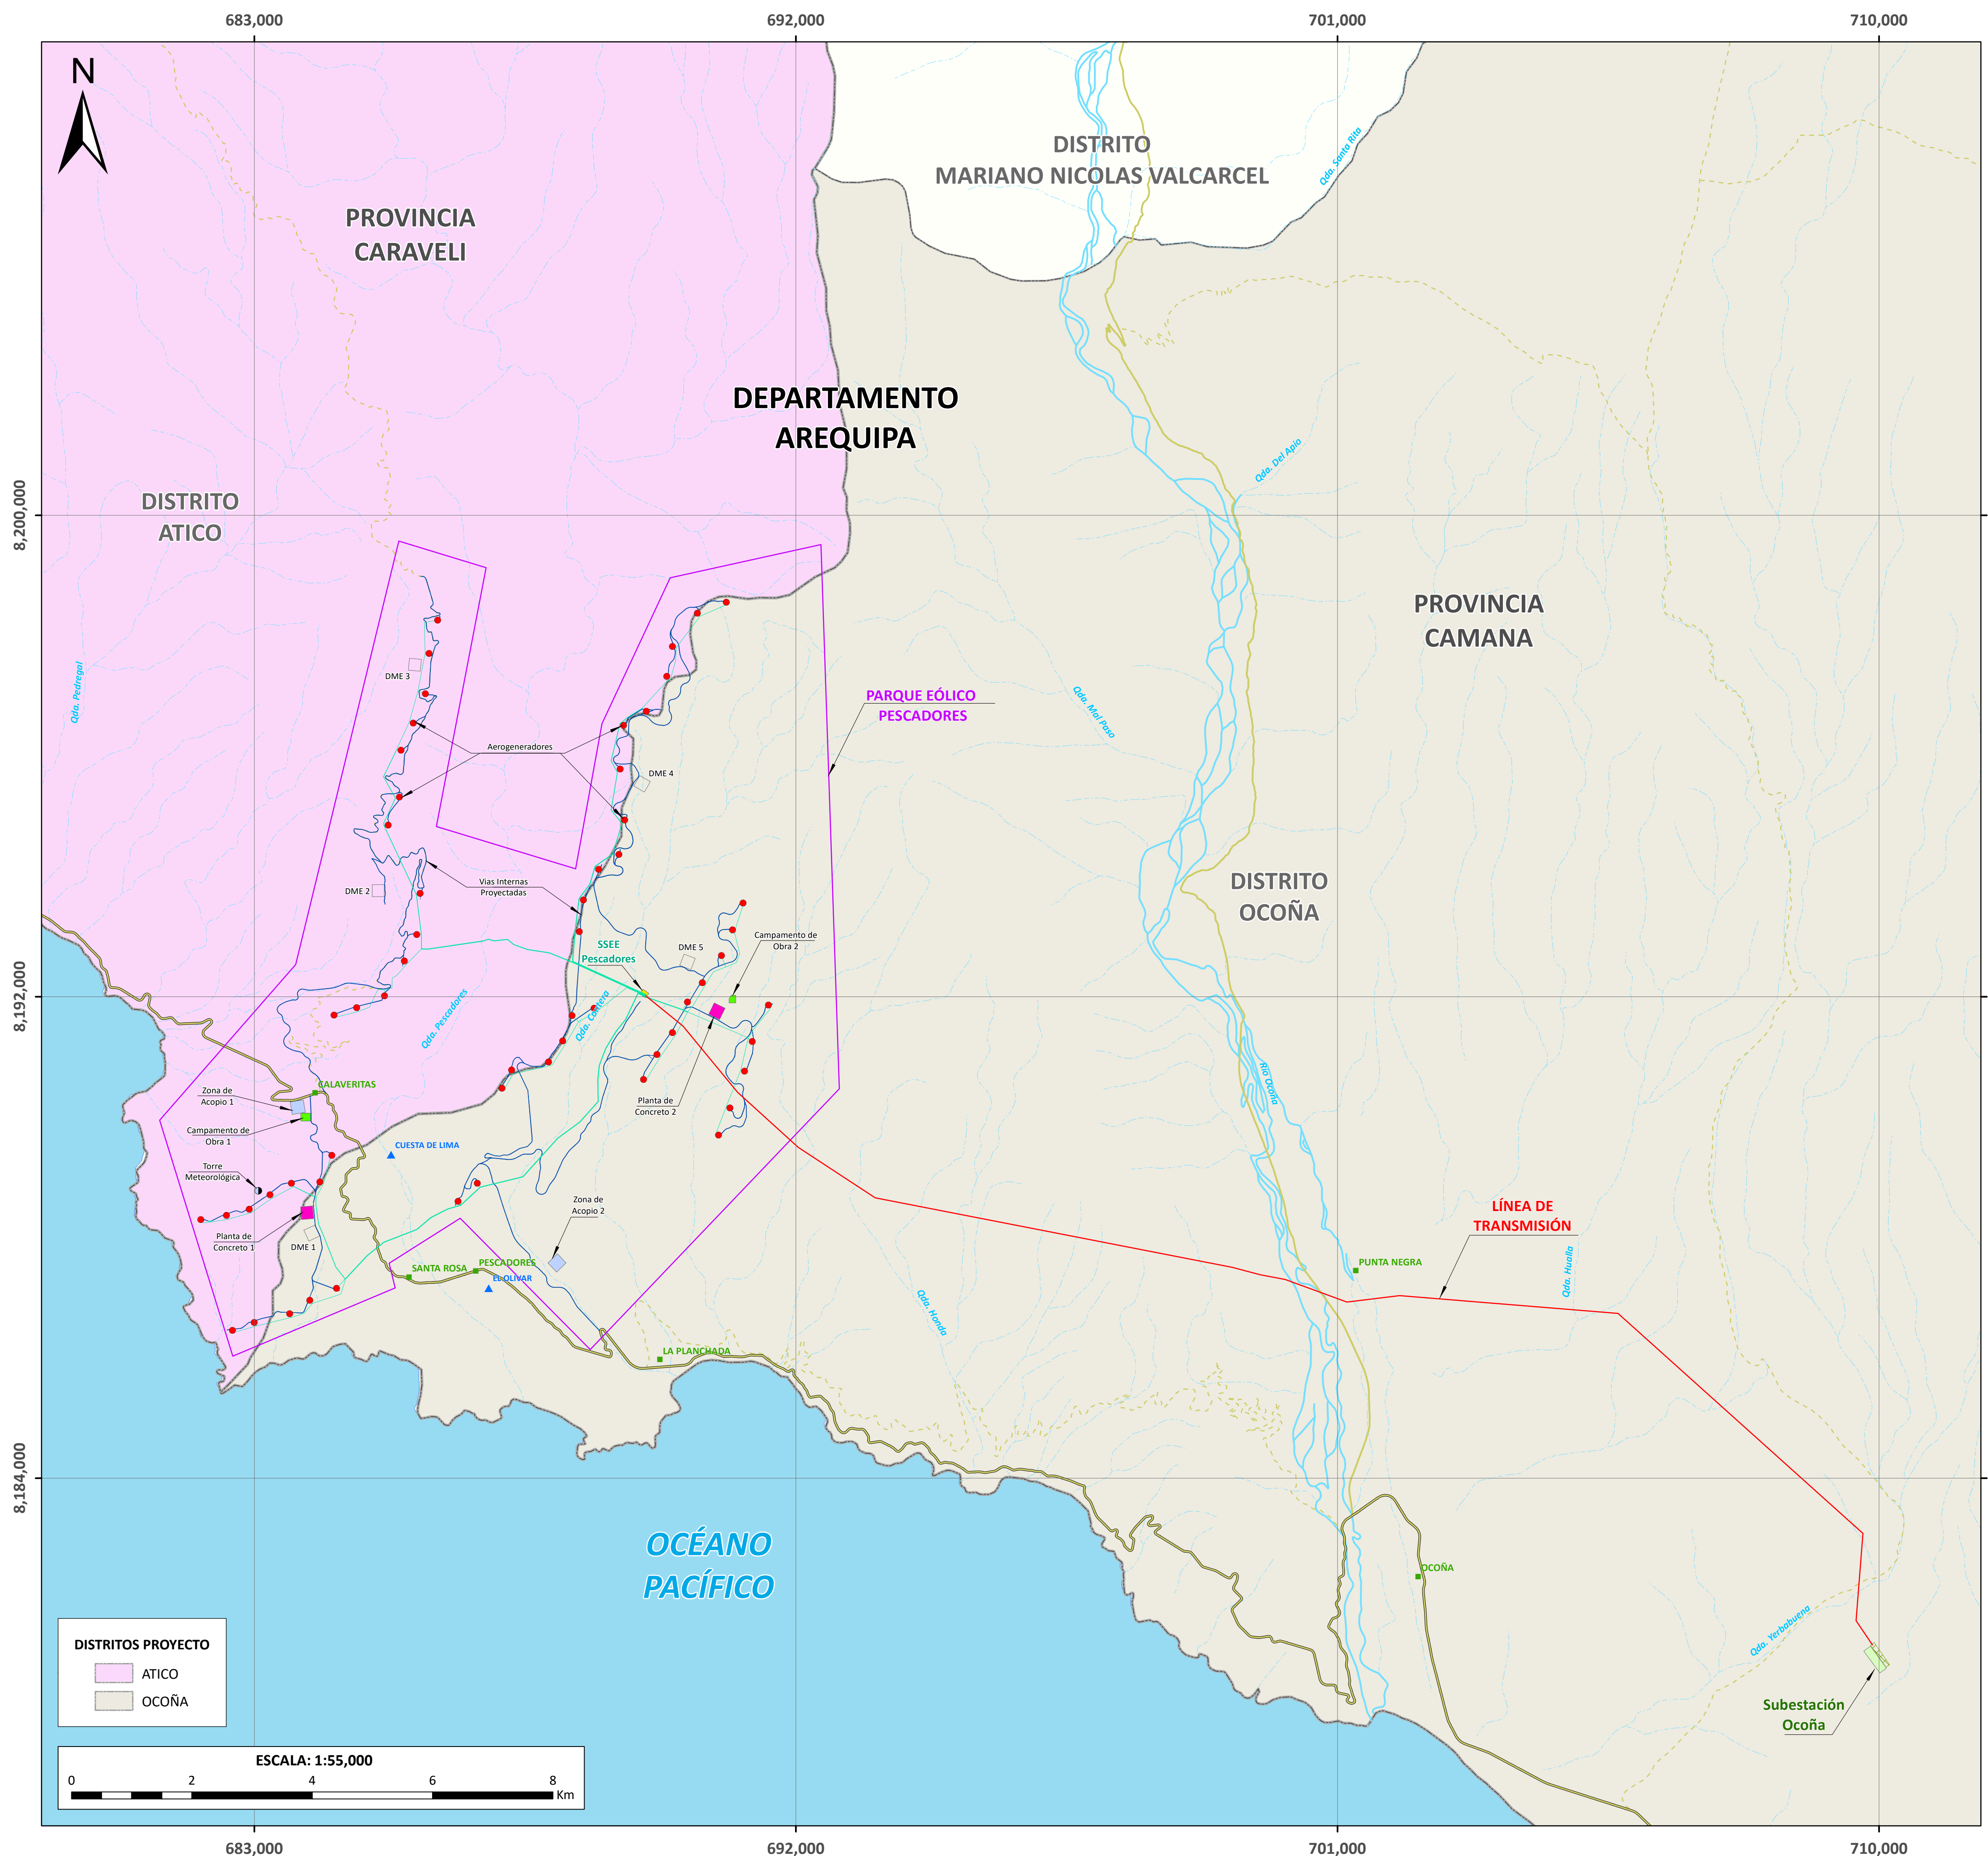 683,000
692,000
701,000
710,000
N
DISTRITO
MARIANO NICOLAS VALCARCEL
Qda. Santa Rita
PROVINCIA
CARAVELI
DEPARTAMENTO
AREQUIPA
Qda. Del Apio
DISTRITO
ATICO
8,200,000
PROVINCIA
CAMANA
Qda. Pedregal
DME 3
PARQUE EÓLICO
PESCADORES
Qda. Mal Paso
Aerogeneradores
DME 4
Vias Internas
Proyectadas
DME 2
DISTRITO
OCOÑA
SSEE
Pescadores
DME 5
Campamento de
Obra 2
8,192,000
Qda. Pescadores
Qda. Cantera
Río Ocoña
CALAVERITAS
Zona de
Acopio 1
Planta de
Concreto 2
Campamento de
Obra 1
CUESTA DE LIMA
Torre
Meteorológica
Zona de
Acopio 2
LÍNEA DE
TRANSMISIÓN
Planta de
Concreto 1
DME 1
SANTA ROSA
PESCADORES
EL OLIVAR
PUNTA NEGRA
Qda. Hualla
Qda. Honda
LA PLANCHADA
8,184,000
OCÉANO
PACÍFICO
OCOÑA
Qda. Yerbabuena
Subestación
Ocoña
DISTRITOS PROYECTO
ATICO
OCOÑA
ESCALA: 1:55,000
0 2 4 6 8
Km
683,000
692,000
701,000
710,000